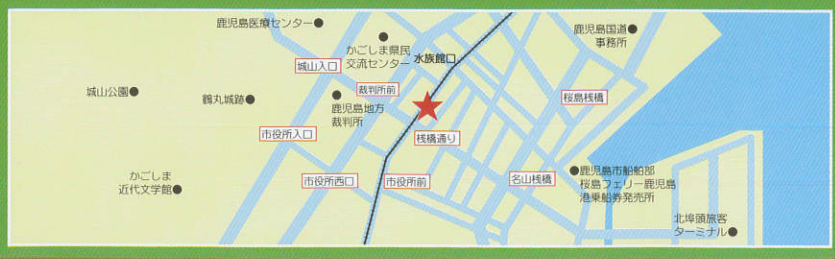 鹿児島医療センター
かごしま県民
交流センター
水族館口
鹿児島国道
事務所
城山入口
城山公園
鶴丸城跡
裁判所前
鹿児島地方
裁判所
桜島桟橋
市役所入口
桟橋通り
かごしま
近代文学館
市役所西口
市役所前
名山桟橋
鹿児島市船舶部
桜島フェリー鹿児島
港乗船券発売所
北埠頭旅客
ターミナル